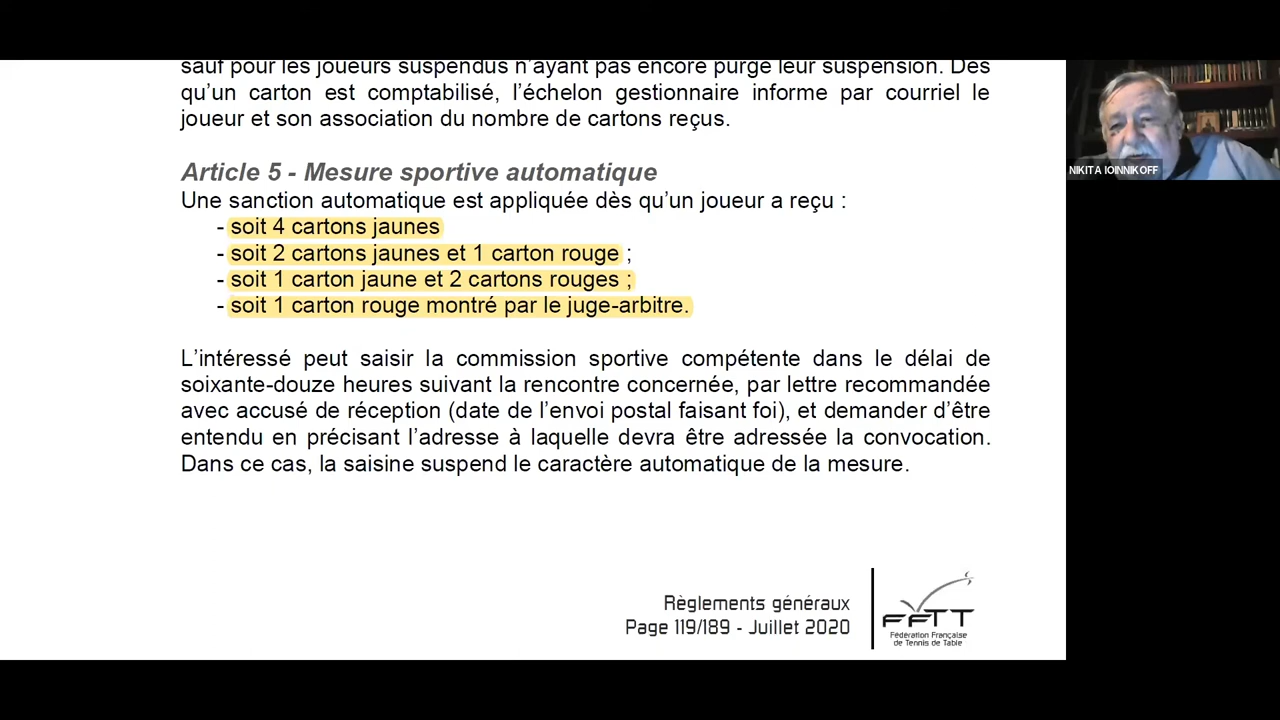 sauf pour les joueurs suspendus n'ayant pas encore purgé leur suspension. Dès
qu'un carton est comptabilisé, l'échelon gestionnaire informe par courriel le
joueur et son association du nombre de cartons reçus.
Article 5 - Mesure sportive automatique
Une sanction automatique est appliquée dès qu'un joueur a reçu :
- soit 4 cartons jaunes
- soit 2 cartons jaunes et 1 carton rouge ;
- soit 1 carton jaune et 2 cartons rouges ;
- soit 1 carton rouge montré par le juge-arbitre.
L'intéressé peut saisir la commission sportive compétente dans le délai de
soixante-douze heures suivant la rencontre concernée, par lettre recommandée
avec accusé de réception (date de l'envoi postal faisant foi), et demander d'être
entendu en précisant l'adresse à laquelle devra être adressée la convocation.
Dans ce cas, la saisine suspend le caractère automatique de la mesure.
Règlements généraux
Page 119/189 - Juillet 2020
FFTT
Fédération Française
de Tennis de Table
NIKITA IOINNIKOFF